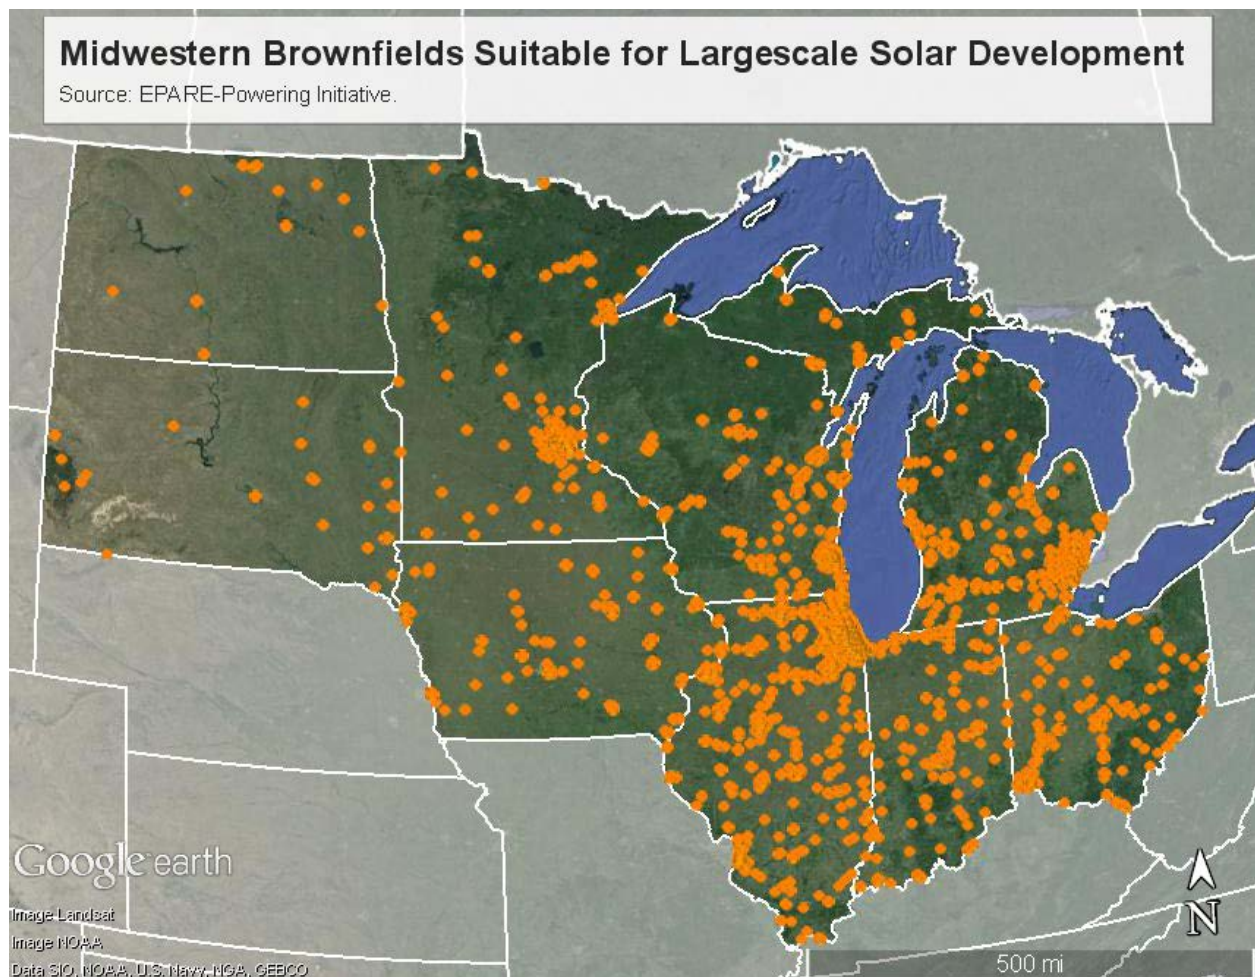 Midwestern Brownfields Suitable for Largescale Solar Development
Source: EPARE-Powering Initiative.
Google earth
Image Landsat
Image NOAA
Data SIO, NOAA, U.S. Navy, NGA, GEBCO
N
500 mi